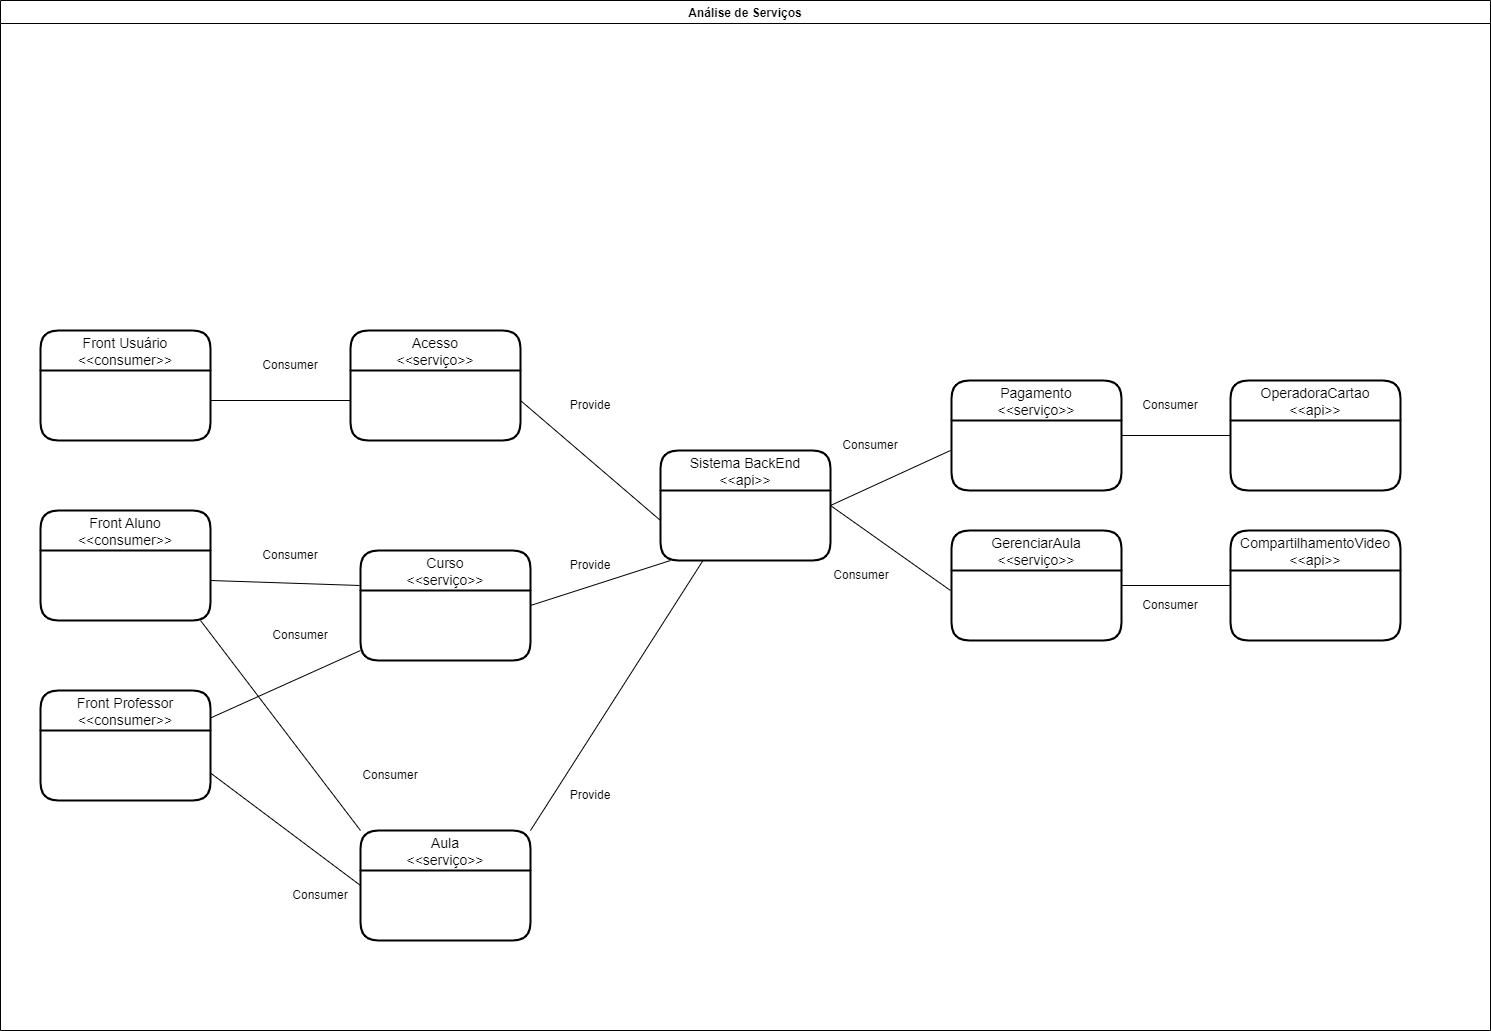 Análise de Serviços
Front Usuário
<<consumer>>
Consumer
Acesso
<<serviço>>
Provide
Front Aluno
<<consumer>>
Consumer
Curso
<<serviço>>
Provide
Consumer
Front Professor
<<consumer>>
Consumer
Consumer
Aula
<<serviço>>
Provide
Sistema BackEnd
<<api>>
Consumer
Pagamento
<<serviço>>
Consumer
OperadoraCartao
<<api>>
Consumer
GerenciarAula
<<serviço>>
Consumer
CompartilhamentoVideo
<<api>>